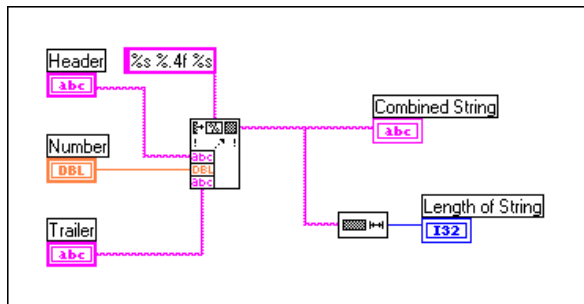 Header
abc
%s %.4f %s
Number
DBL
Trailer
abc
%
! !
abc
DBL
abc
Combined String
abc
Length of String
I32